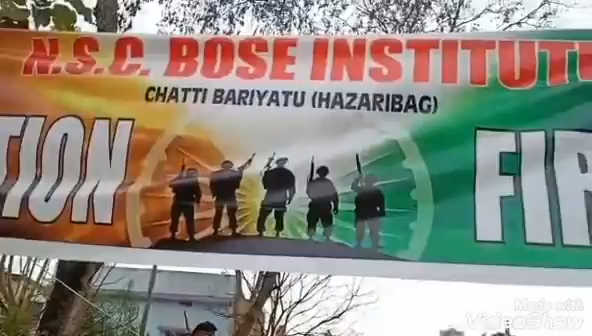 N.S.C. BOSE INSTITUT
CHATTI BARIYATU (HAZARIBAG)
TION FIR
Made with
VideoShow